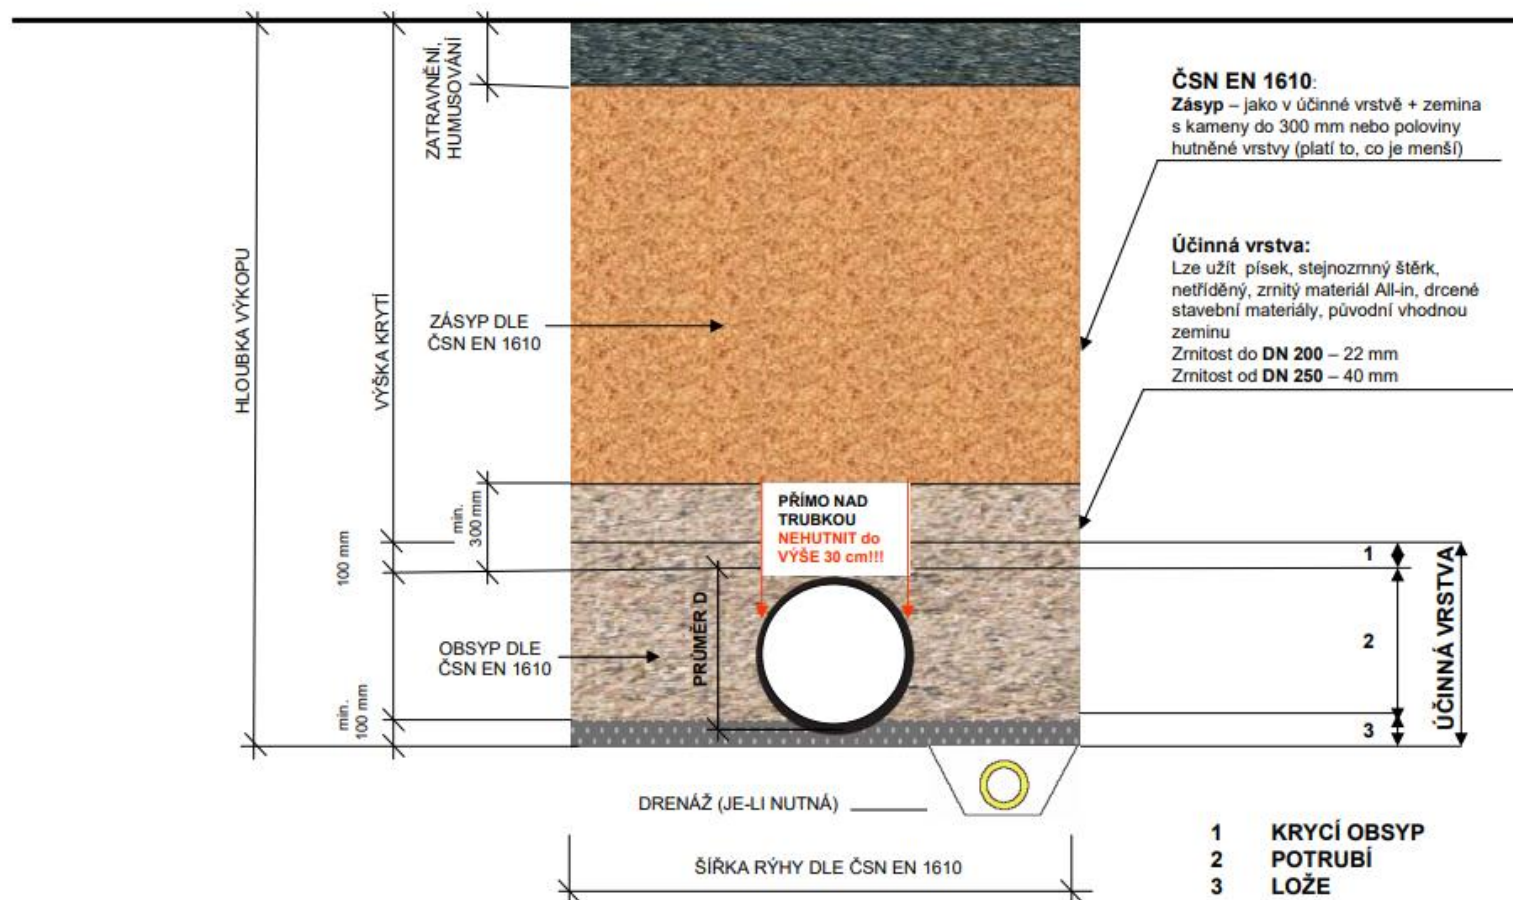 HLOUBKA VÝKOPU
VÝŠKA KRYTÍ
ZATRAVNĚNÍ,
HUMUSOVÁNÍ
ZÁSYP DLE
ČSN EN 1610
min.
300 mm
100 mm
OBSYP DLE
ČSN EN 1610
min.
100 mm
PŘÍMO NAD
TRUBKOU
NEHUTNIT do
VÝŠE 30 cm!!!
PRŮMĚR D
DRENÁŽ (JE-LI NUTNÁ)
ŠÍŘKA RÝHY DLE ČSN EN 1610
ČSN EN 1610:
Zásyp – jako v účinné vrstvě + zemina
s kameny do 300 mm nebo poloviny
hutněné vrstvy (platí to, co je menší)
Účinná vrstva:
Lze užít písek, stejnozrnný štěrk,
netříděný, zrnitý materiál All-in, drcené
stavební materiály, původní vhodnou
zeminu
Zrnitost do DN 200 – 22 mm
Zrnitost od DN 250 – 40 mm
1
2
3
ÚČINNÁ VRSTVA
1 KRYCÍ OBSYP
2 POTRUBÍ
3 LOŽE